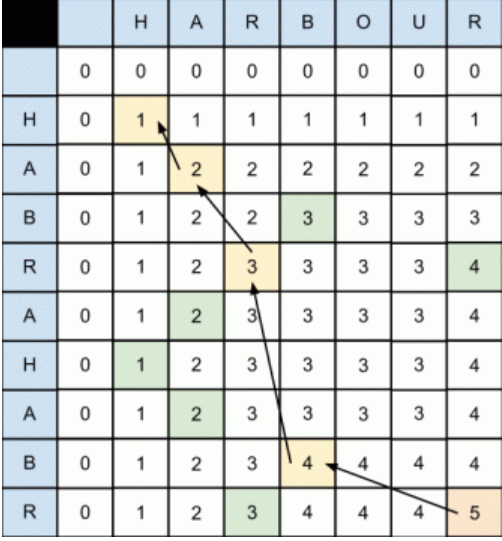 H A R B O U R
0 0 0 0 0 0 0 0
H 0 1 1 1 1 1 1 1
A 0 1 2 2 2 2 2 2
B 0 1 2 2 3 3 3 3
R 0 1 2 3 3 3 3 4
A 0 1 2 3 3 3 3 4
H 0 1 2 3 3 3 3 4
A 0 1 2 3 3 3 3 4
B 0 1 2 3 4 4 4 4
R 0 1 2 3 4 4 4 5